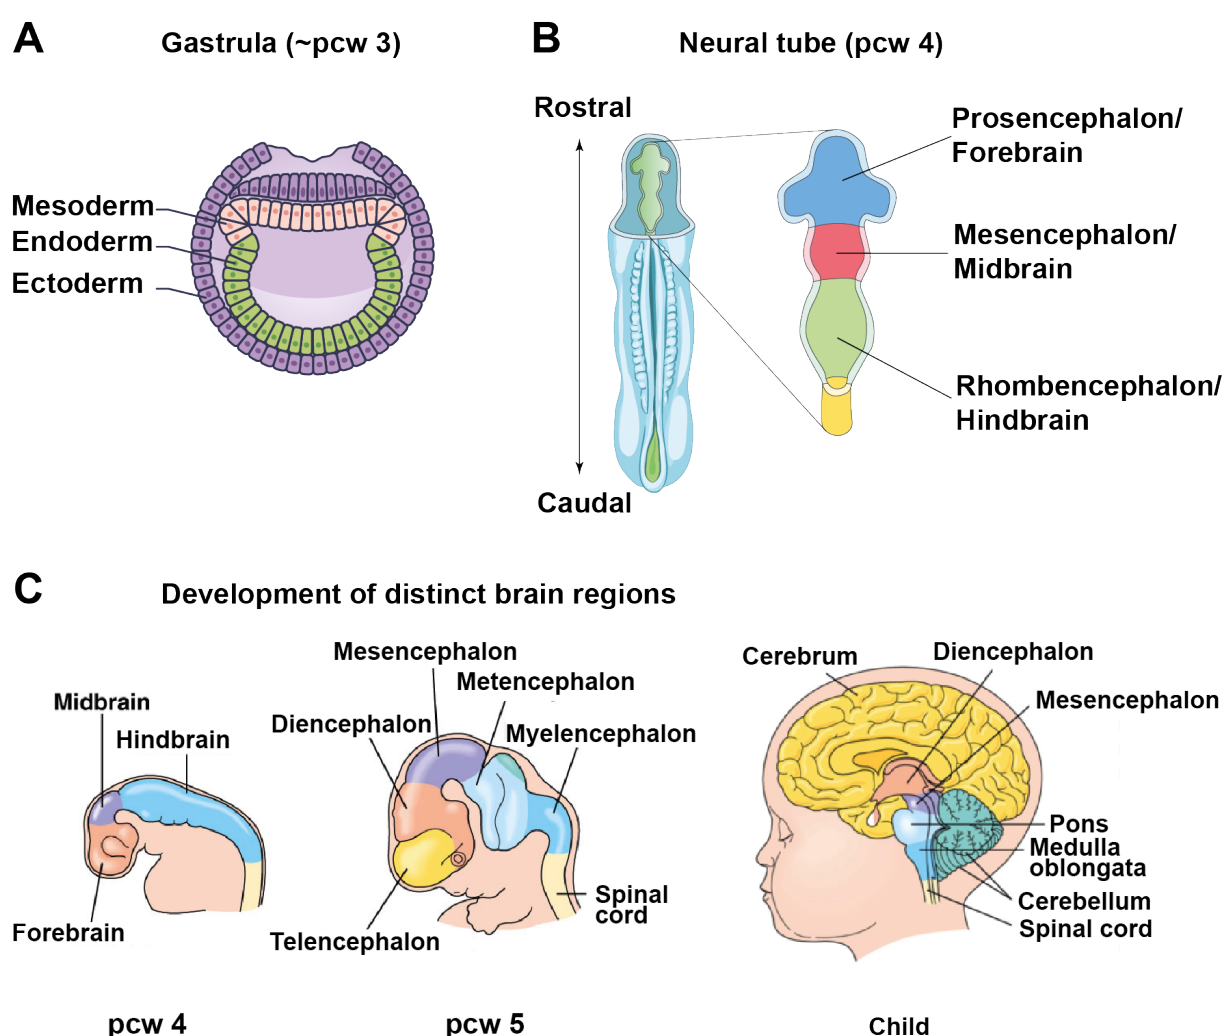 A
Gastrula (~pcw 3)
Mesoderm
Endoderm
Ectoderm
B
Neural tube (pcw 4)
Rostral
Caudal
Prosencephalon/
Forebrain
Mesencephalon/
Midbrain
Rhombencephalon/
Hindbrain
C
Development of distinct brain regions
Midbrain
Hindbrain
Forebrain
pcw 4
Mesencephalon
Metencephalon
Diencephalon
Myelencephalon
Spinal
cord
Telencephalon
pcw 5
Cerebrum
Diencephalon
Mesencephalon
Pons
Medulla
oblongata
Cerebellum
Spinal cord
Child